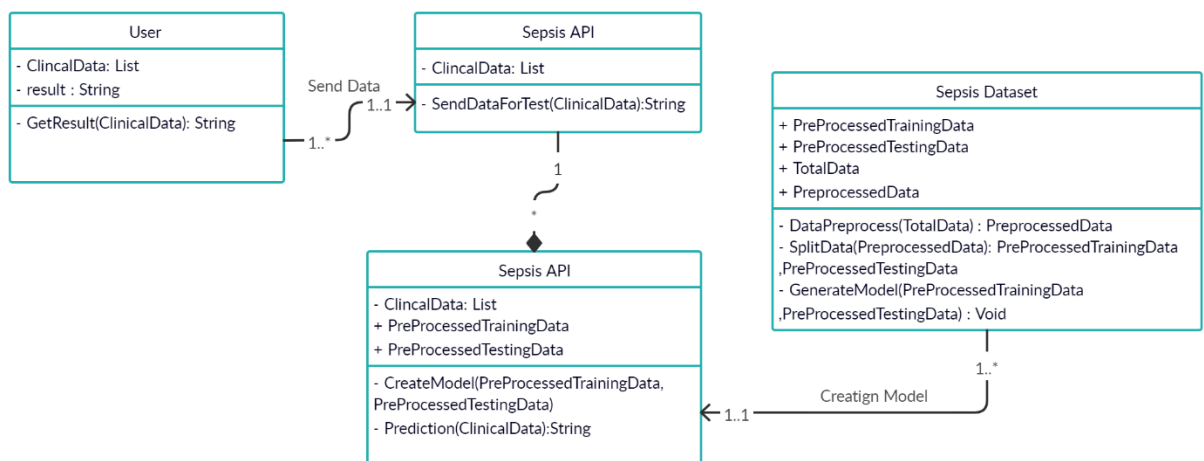 User
- ClincalData: List
- result : String
- GetResult(ClinicalData): String
Send Data
1..*
1..1
Sepsis API
- ClincalData: List
- SendDataForTest(ClinicalData):String
1
*
Sepsis API
- ClincalData: List
+ PreProcessedTrainingData
+ PreProcessedTestingData
- CreateModel(PreProcessedTrainingData,
PreProcessedTestingData)
- Prediction(ClinicalData):String
Sepsis Dataset
+ PreProcessedTrainingData
+ PreProcessedTestingData
+ TotalData
+ PreprocessedData
- DataPreprocess(TotalData) : PreprocessedData
- SplitData(PreprocessedData): PreProcessedTrainingData
,PreProcessedTestingData
- GenerateModel(PreProcessedTrainingData
,PreProcessedTestingData) : Void
1..*
Creatign Model
1..1